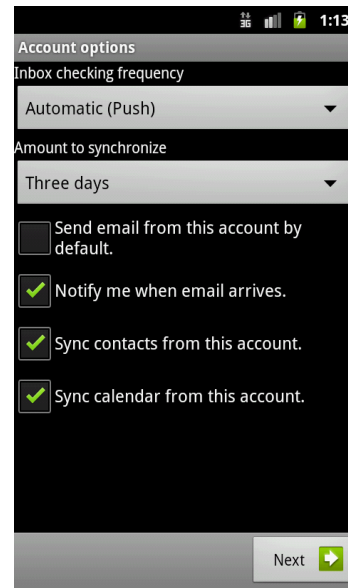 3G 1:13
Account options
Inbox checking frequency
Automatic (Push)
Amount to synchronize
Three days
Send email from this account by
default.
Notify me when email arrives.
Sync contacts from this account.
Sync calendar from this account.
Next